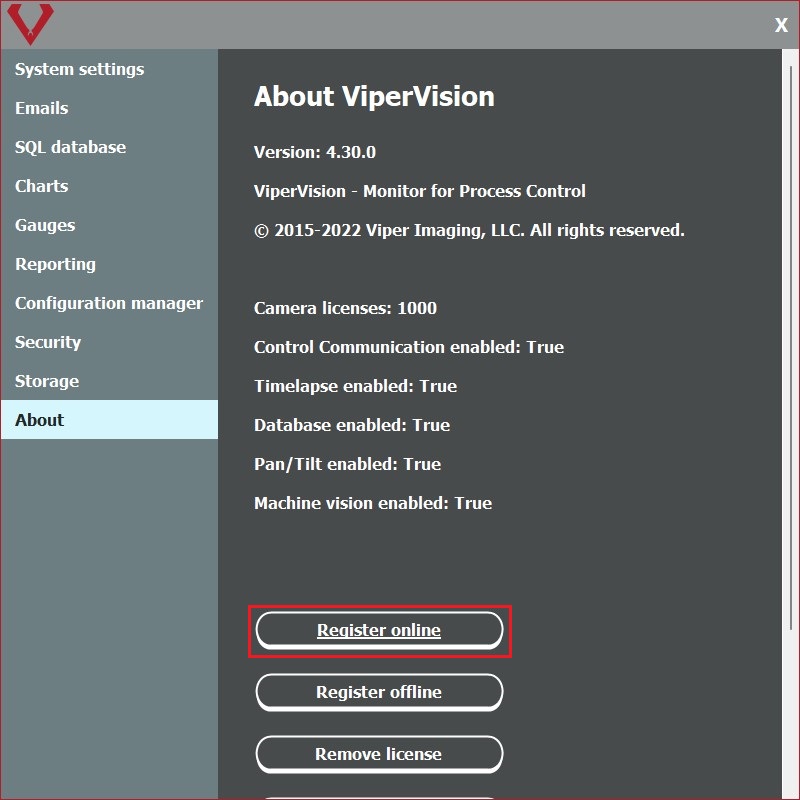 X
System settings
Emails
SQL database
Charts
Gauges
Reporting
Configuration manager
Security
Storage
About
About ViperVision
Version: 4.30.0
ViperVision - Monitor for Process Control
© 2015-2022 Viper Imaging, LLC. All rights reserved.
Camera licenses: 1000
Control Communication enabled: True
Timelapse enabled: True
Database enabled: True
Pan/Tilt enabled: True
Machine vision enabled: True
Register online
Register offline
Remove license